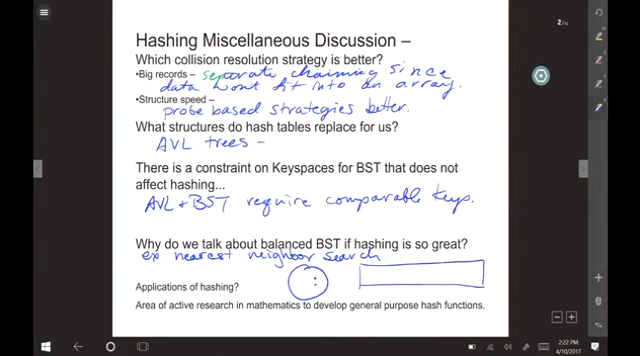 2/11
Hashing Miscellaneous Discussion –
Which collision resolution strategy is better?
•Big records – separate chaining since
data wont fit into an array.
•Structure speed –
probe based strategies better.
What structures do hash tables replace for us?
AVL trees –
There is a constraint on Keyspaces for BST that does not
affect hashing...
AVL + BST require comparable keys.
Why do we talk about balanced BST if hashing is so great?
ex nearest neighbor search
Applications of hashing?
Area of active research in mathematics to develop general purpose hash functions.
2:22 PM
4/10/2017